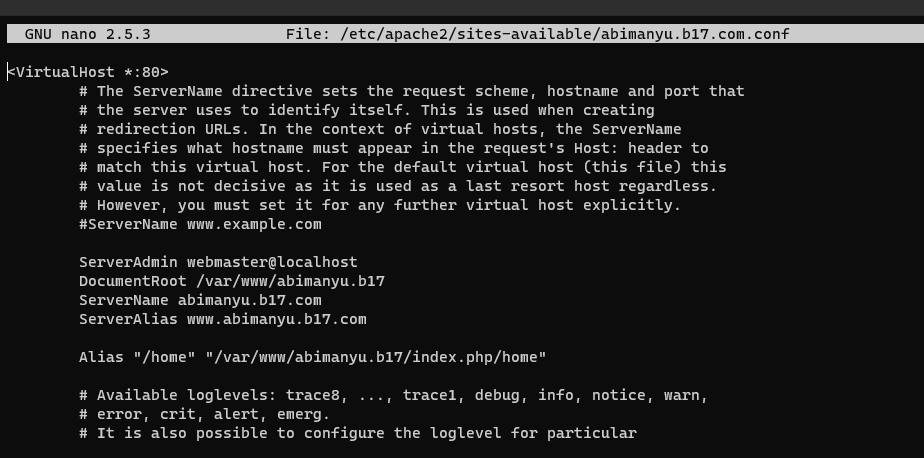 GNU nano 2.5.3 File: /etc/apache2/sites-available/abimanyu.b17.com.conf
<VirtualHost *:80>
# The ServerName directive sets the request scheme, hostname and port that
# the server uses to identify itself. This is used when creating
# redirection URLs. In the context of virtual hosts, the ServerName
# specifies what hostname must appear in the request's Host: header to
# match this virtual host. For the default virtual host (this file) this
# value is not decisive as it is used as a last resort host regardless.
# However, you must set it for any further virtual host explicitly.
#ServerName www.example.com
ServerAdmin webmaster@localhost
DocumentRoot /var/www/abimanyu.b17
ServerName abimanyu.b17.com
ServerAlias www.abimanyu.b17.com
Alias "/home" "/var/www/abimanyu.b17/index.php/home"
# Available loglevels: trace8, ..., trace1, debug, info, notice, warn,
# error, crit, alert, emerg.
# It is also possible to configure the loglevel for particular